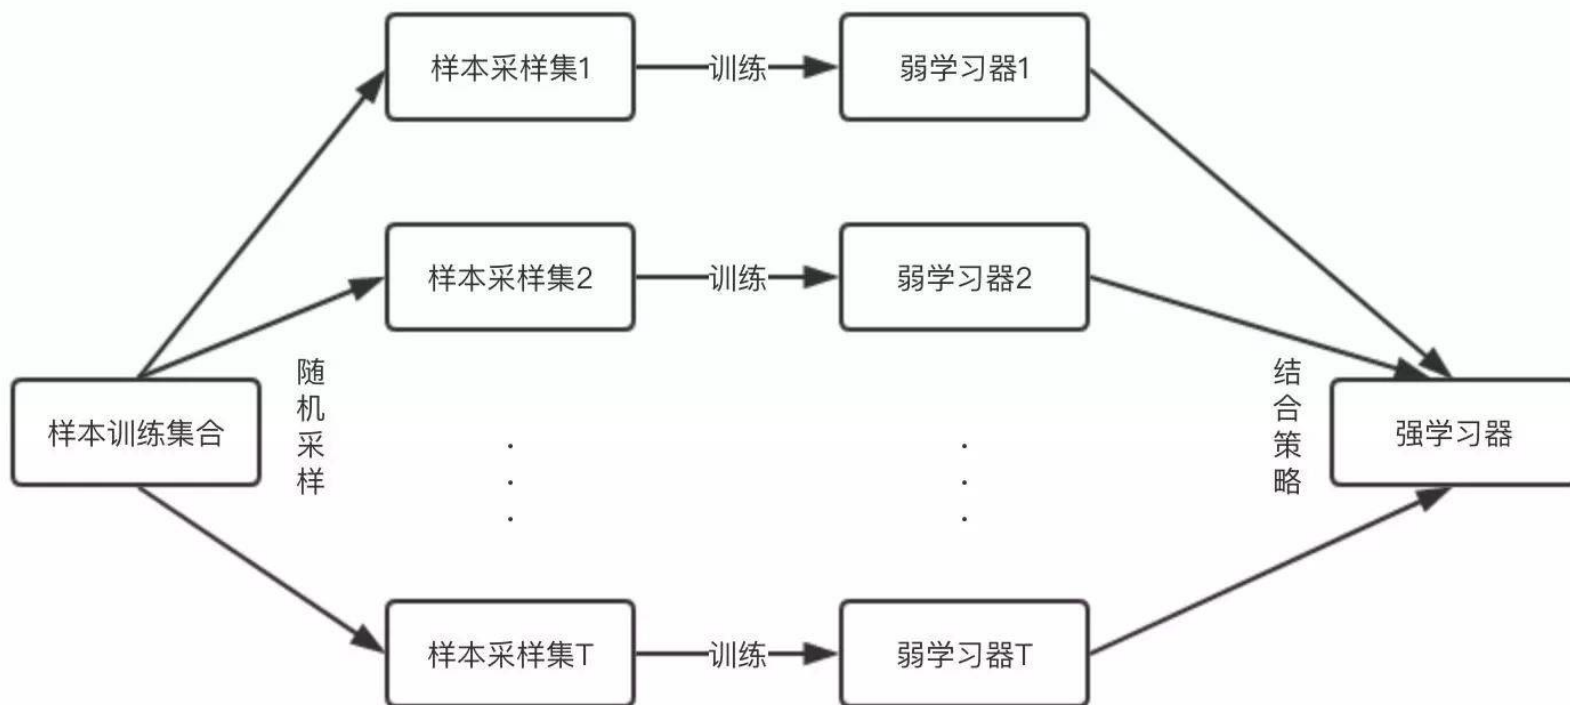 样本采样集1
训练
弱学习器1
样本采样集2
训练
弱学习器2
样本训练集合
随机采样
结合策略
强学习器
样本采样集T
训练
弱学习器T